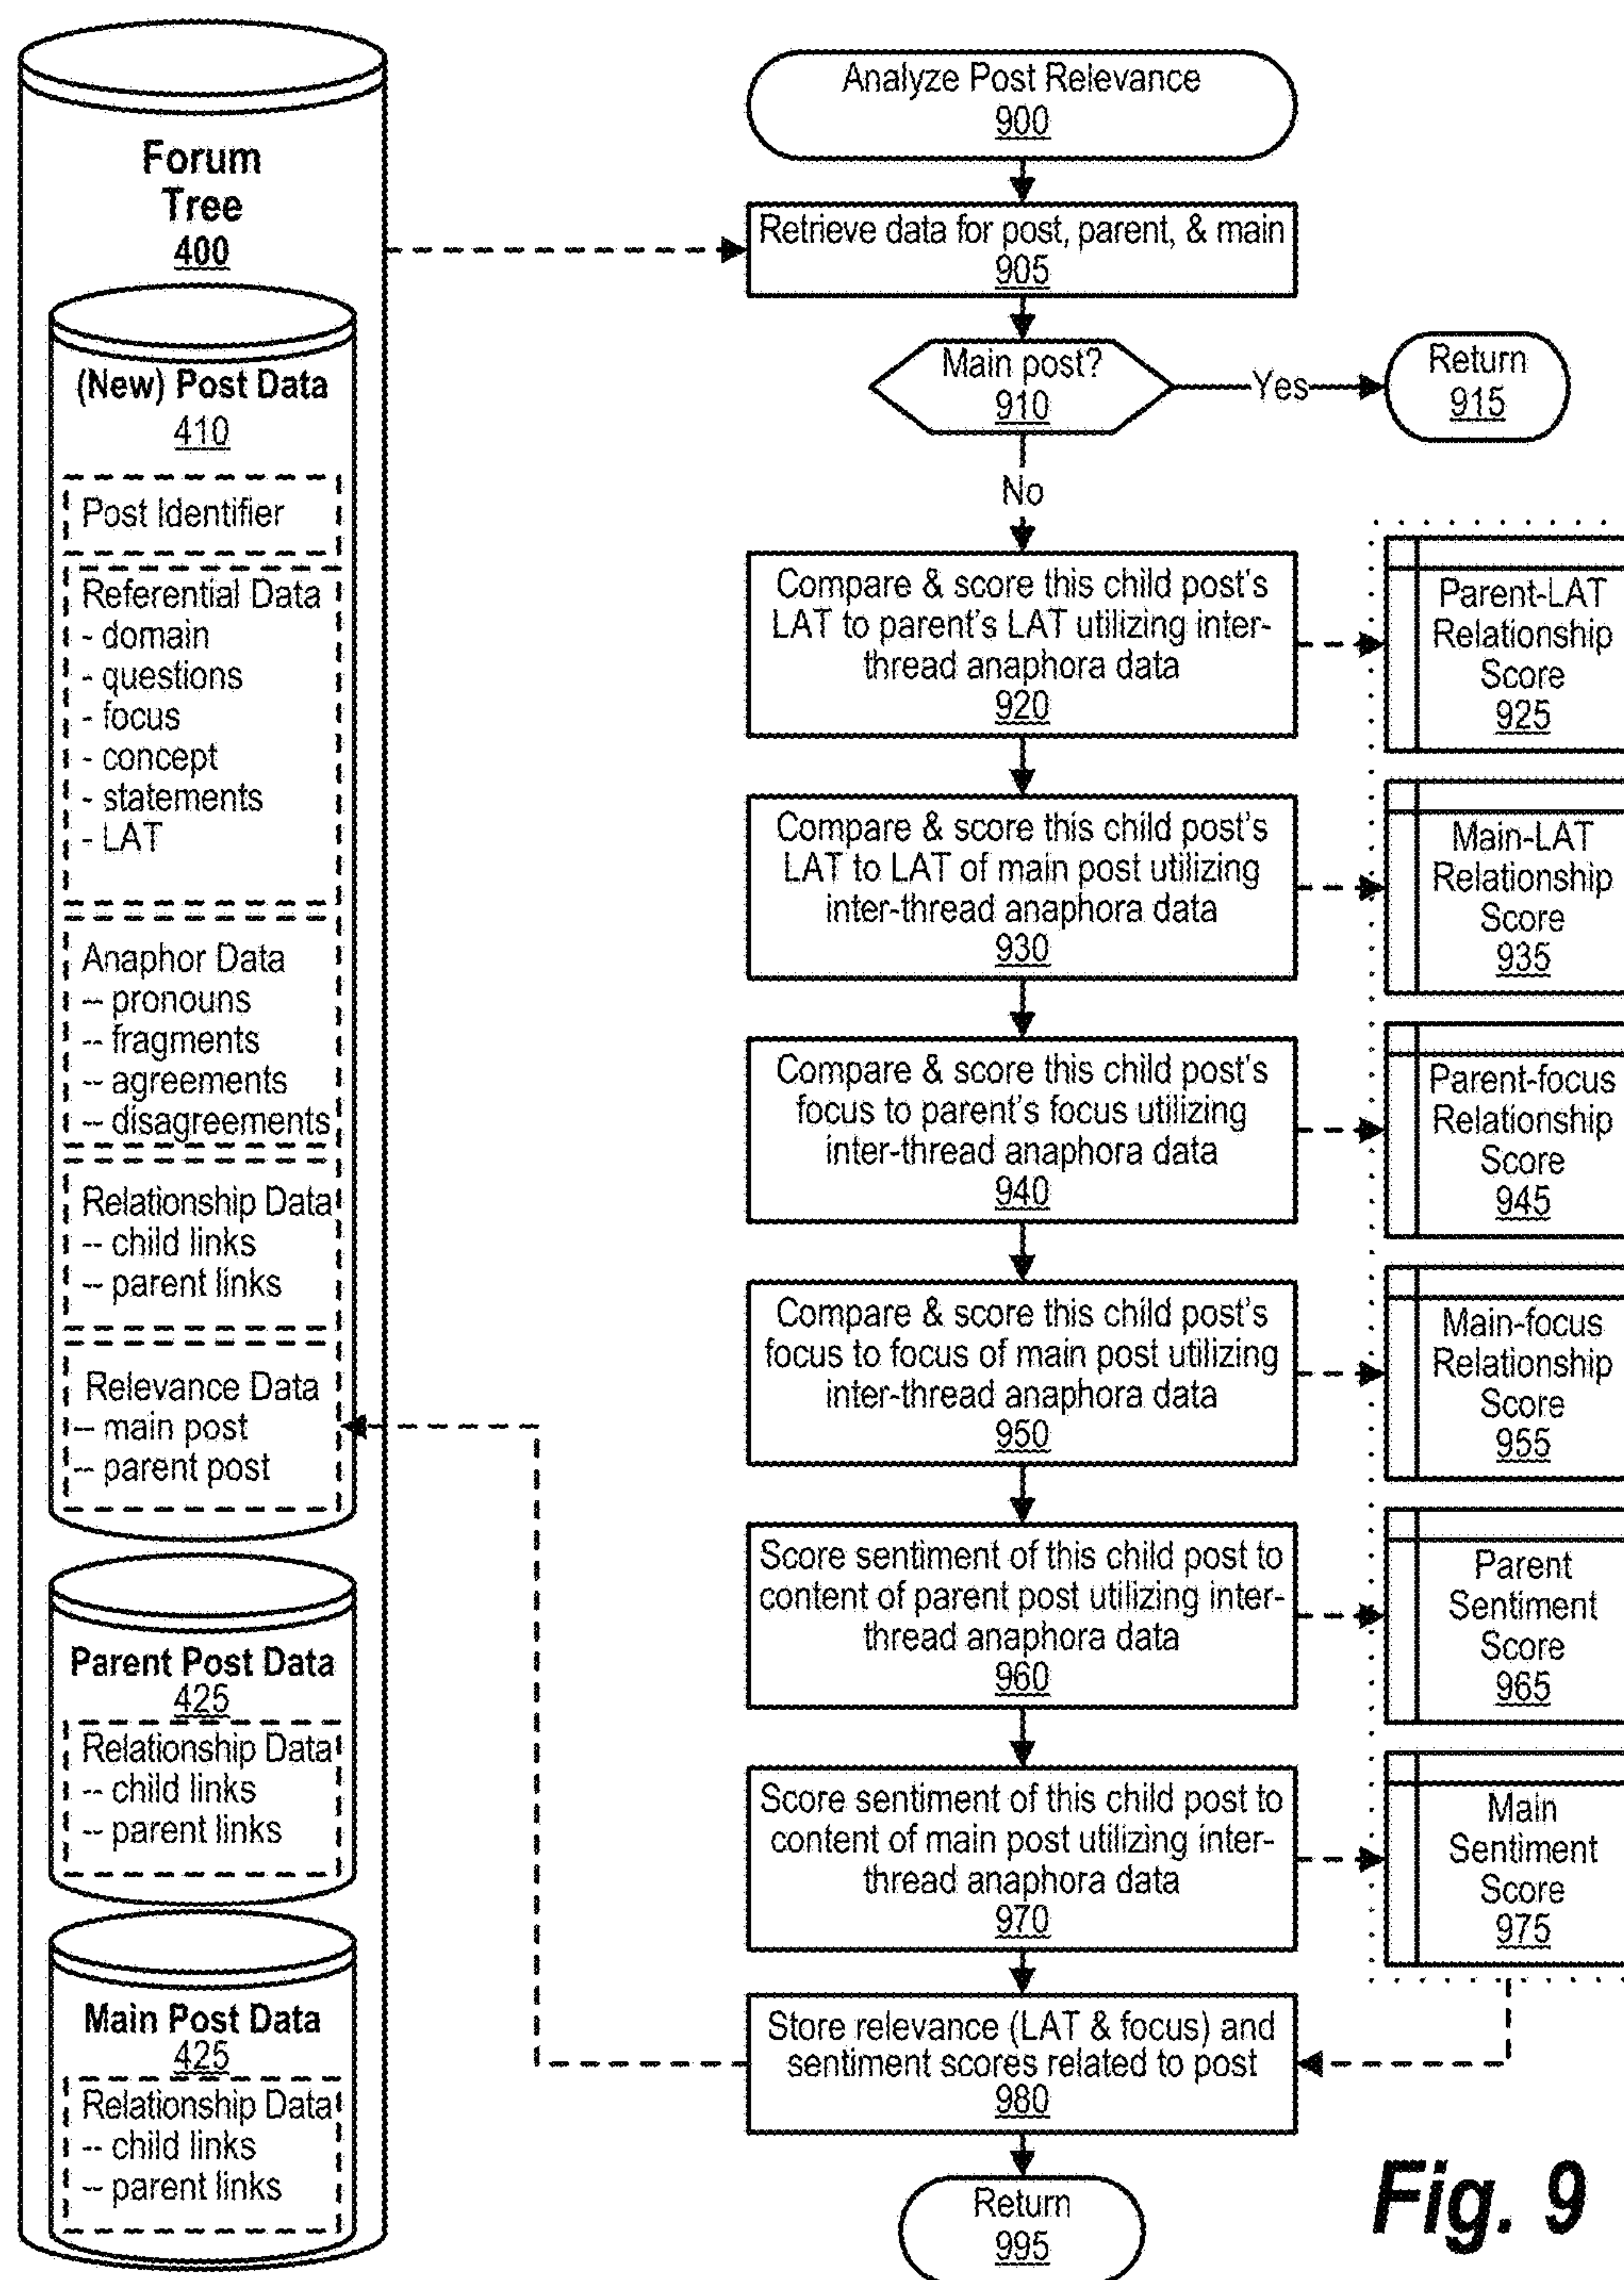 Forum
Tree
400
(New) Post Data
410
Post Identifier
Referential Data
- domain
- questions
- focus
- concept
- statements
- LAT
Anaphor Data
-- pronouns
-- fragments
-- agreements
-- disagreements
Relationship Data
-- child links
-- parent links
Relevance Data
-- main post
-- parent post
Parent Post Data
425
Relationship Data
-- child links
-- parent links
Main Post Data
425
Relationship Data
-- child links
-- parent links
Analyze Post Relevance
900
Retrieve data for post, parent, & main
905
Main post?
910
Yes
Return
915
No
Compare & score this child post's
LAT to parent's LAT utilizing inter-
thread anaphora data
920
Parent-LAT
Relationship
Score
925
Compare & score this child post's
LAT to LAT of main post utilizing
inter-thread anaphora data
930
Main-LAT
Relationship
Score
935
Compare & score this child post's
focus to parent's focus utilizing
inter-thread anaphora data
940
Parent-focus
Relationship
Score
945
Compare & score this child post's
focus to focus of main post utilizing
inter-thread anaphora data
950
Main-focus
Relationship
Score
955
Score sentiment of this child post to
content of parent post utilizing inter-
thread anaphora data
960
Parent
Sentiment
Score
965
Score sentiment of this child post to
content of main post utilizing inter-
thread anaphora data
970
Main
Sentiment
Score
975
Store relevance (LAT & focus) and
sentiment scores related to post
980
Return
995
Fig. 9